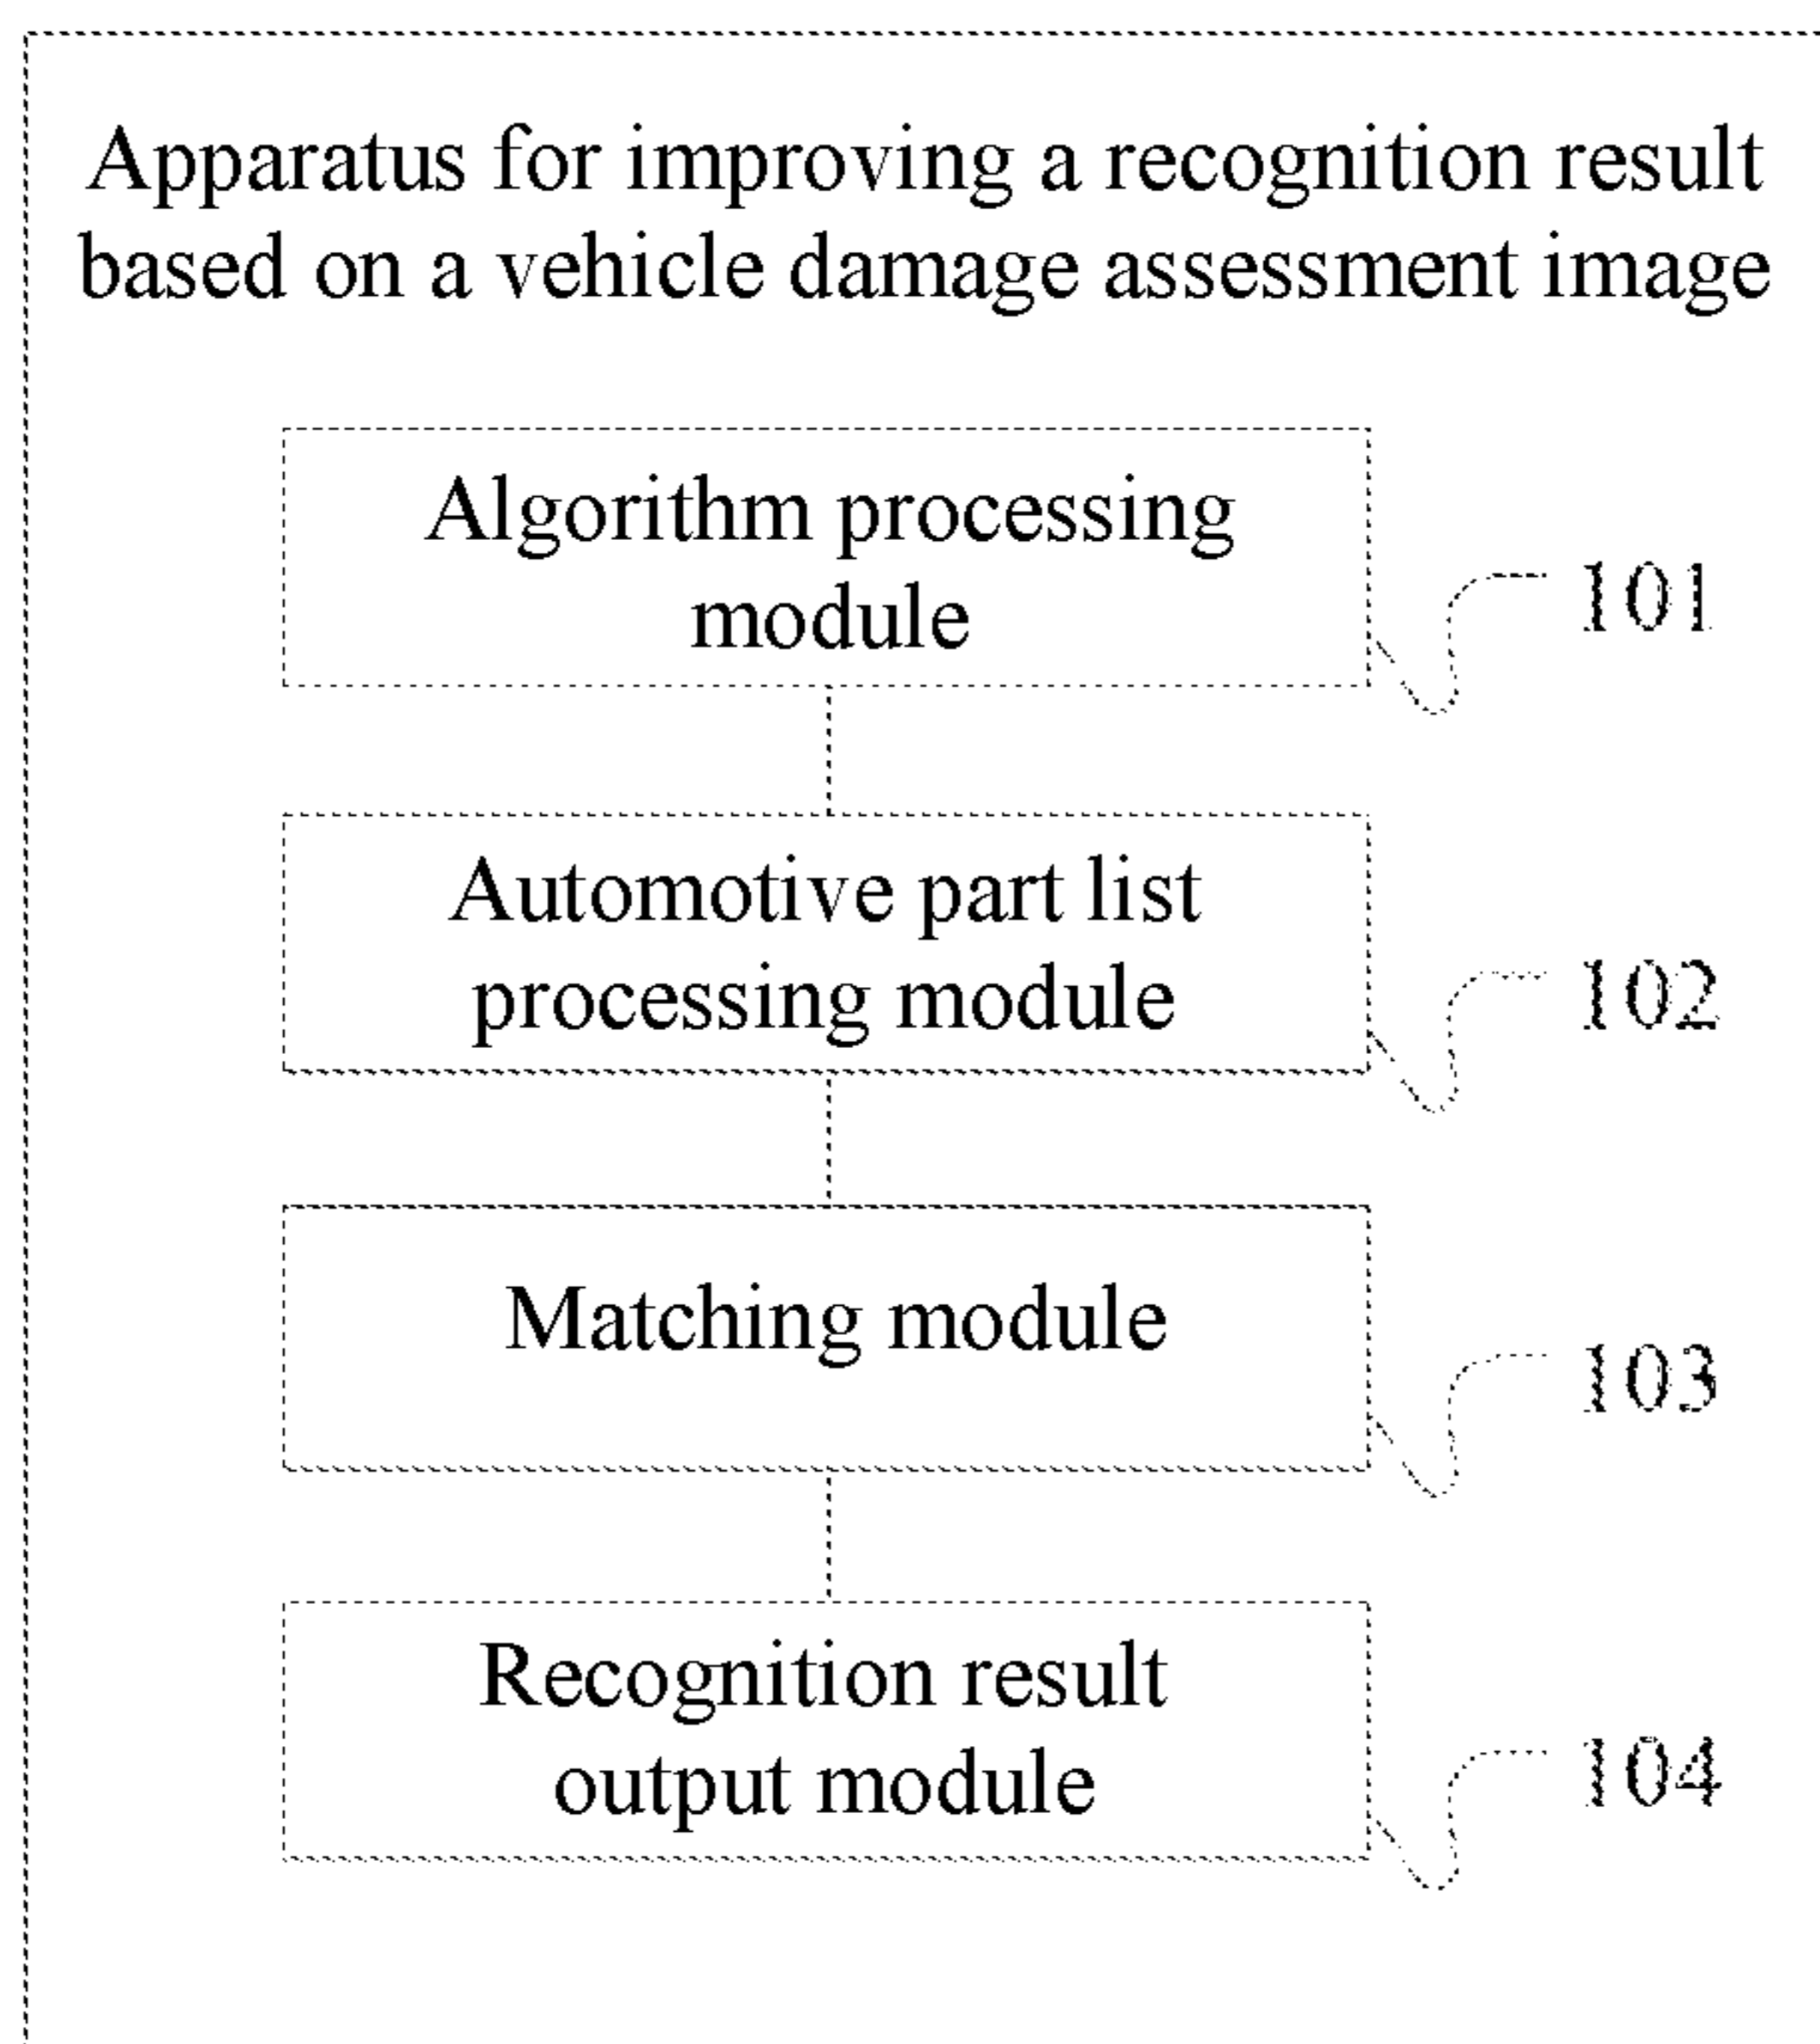 Apparatus for improving a recognition result
based on a vehicle damage assessment image
Algorithm processing
module
101
Automotive part list
processing module
102
Matching module
103
Recognition result
output module
104